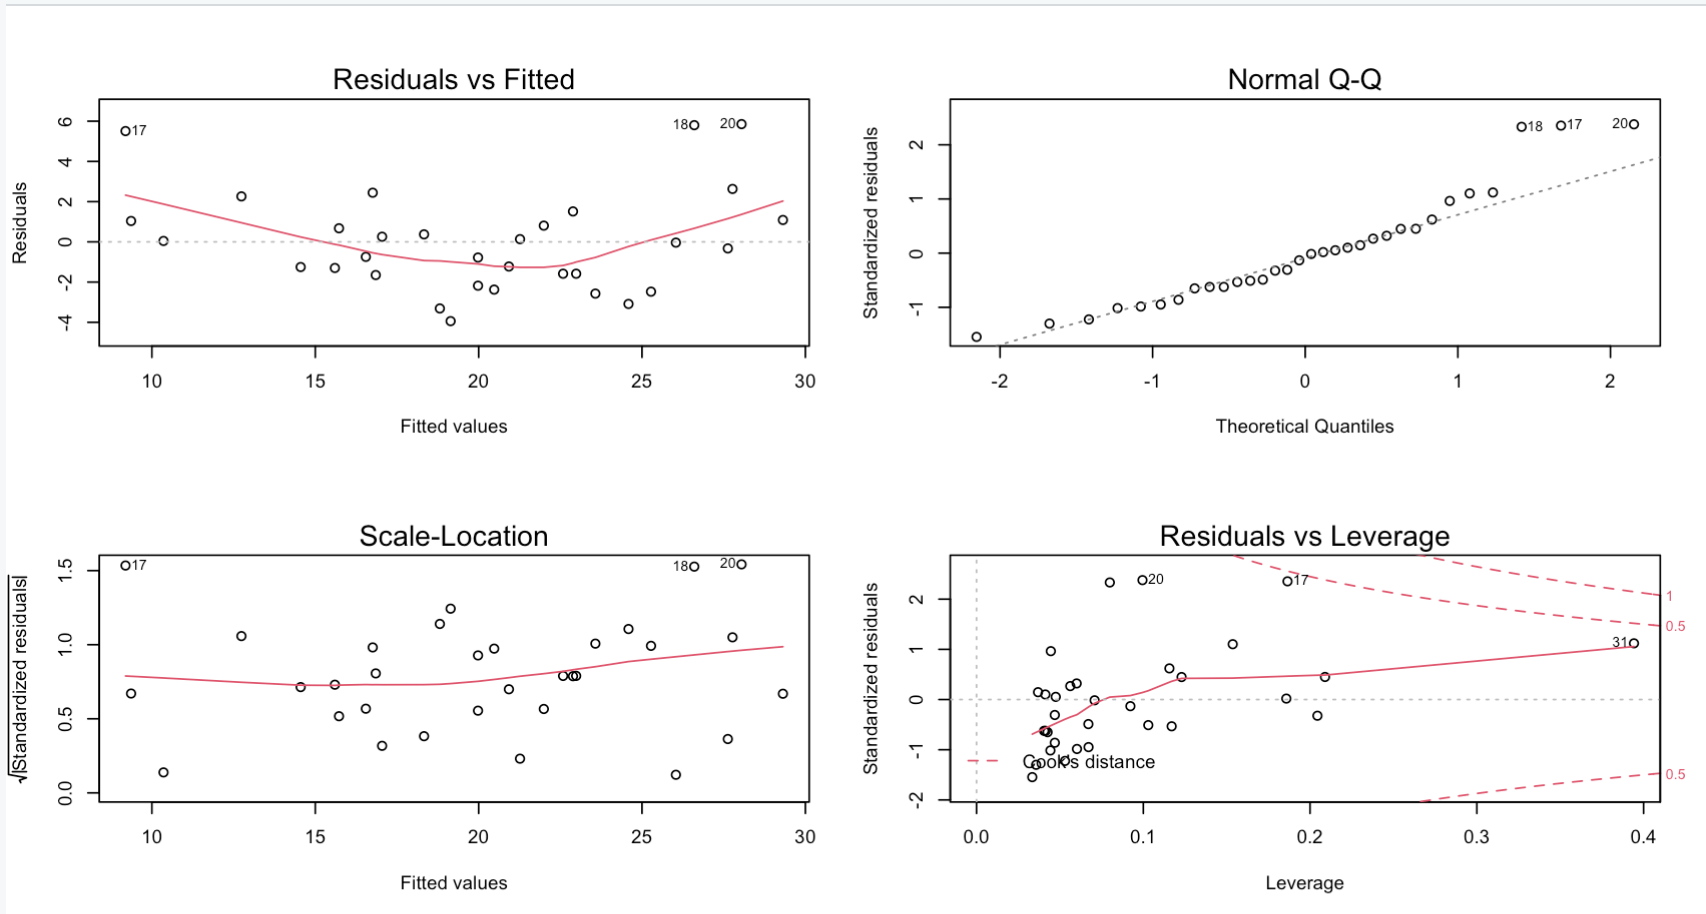 Residuals vs Fitted
Residuals
6
4
2
0
-2
-4
17
18
20
10 15 20 25 30
Fitted values
Normal Q-Q
Standardized residuals
2
1
0
-1
18
17
20
-2 -1 0 1 2
Theoretical Quantiles
Scale-Location
√|Standardized residuals|
1.5
1.0
0.5
0.0
17
18
20
10 15 20 25 30
Fitted values
Residuals vs Leverage
Standardized residuals
2
1
0
-1
-2
20
17
31
1
0.5
0.5
Cook's distance
0.0 0.1 0.2 0.3 0.4
Leverage